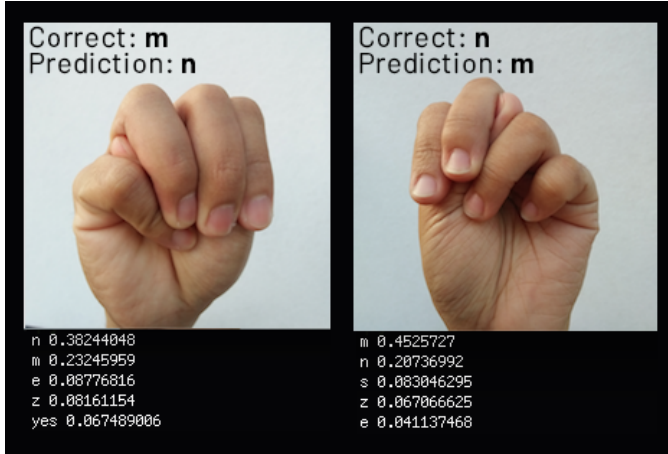 Correct: m
Prediction: n
n 0.38244048
m 0.23245959
e 0.08776816
z 0.08161154
yes 0.067489006
Correct: n
Prediction: m
m 0.4525727
n 0.20736992
s 0.083046295
z 0.067066625
e 0.041137468